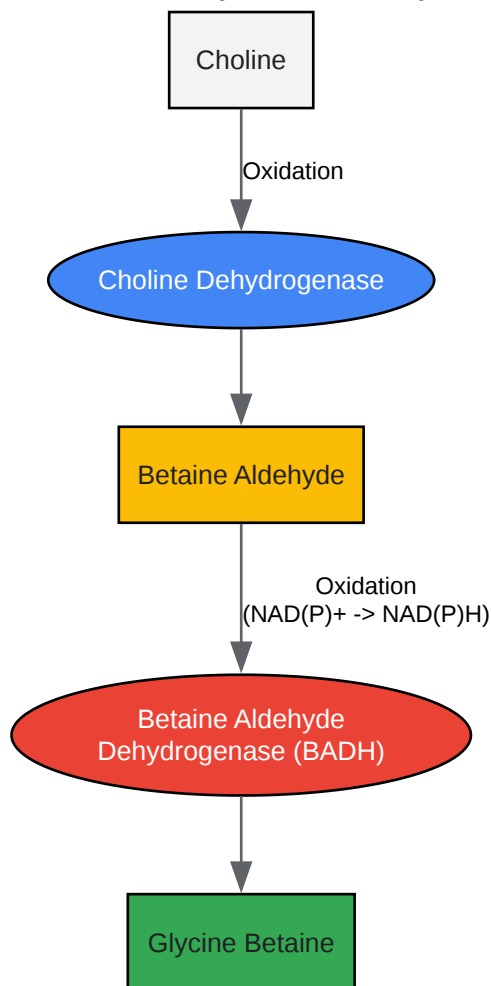 Choline
Oxidation
Choline Dehydrogenase
Betaine Aldehyde
Oxidation
(NAD(P)+ -> NAD(P)H)
Betaine Aldehyde
Dehydrogenase (BADH)
Glycine Betaine